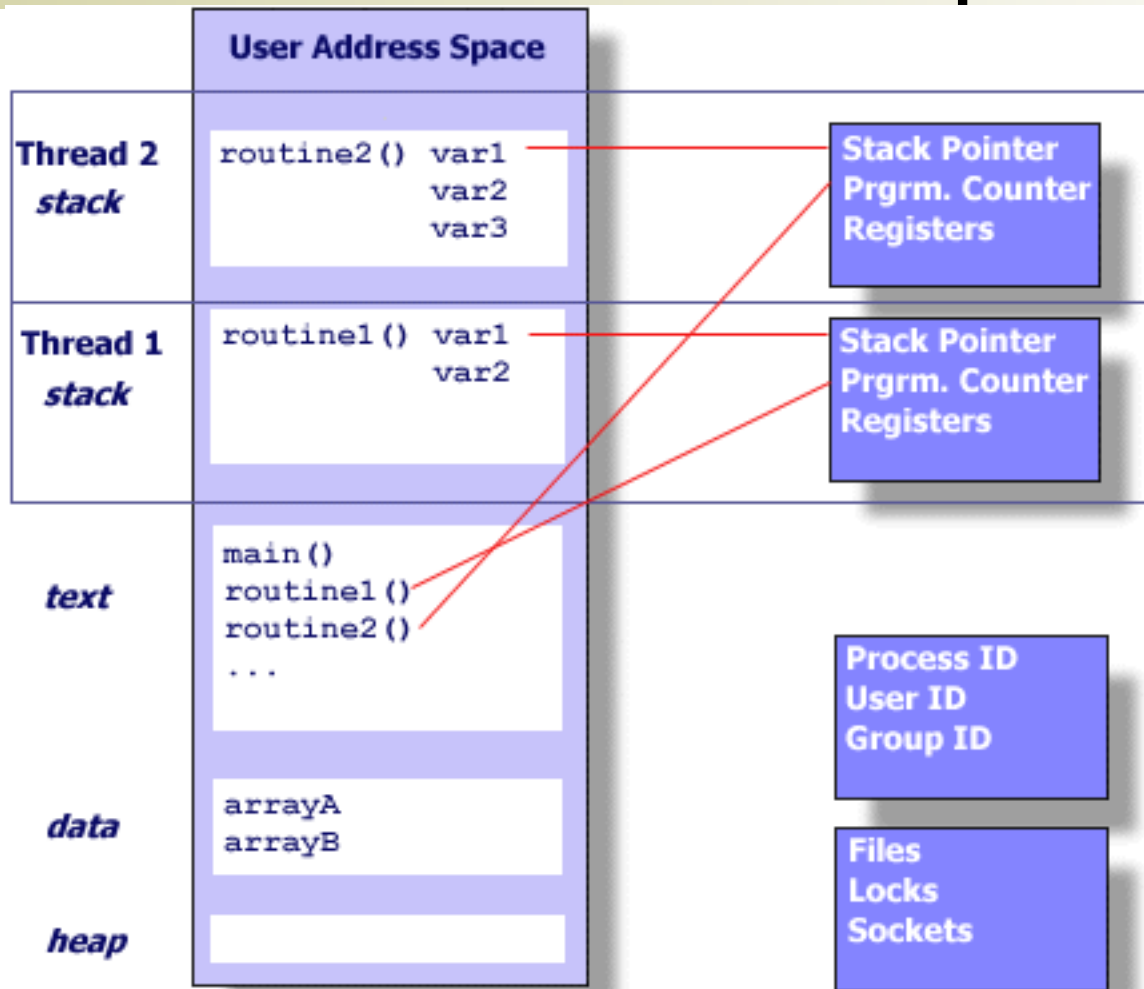 User Address Space
Thread 2
stack
routine2() var1
var2
var3
Stack Pointer
Prgrm. Counter
Registers
Thread 1
stack
routine1() var1
var2
Stack Pointer
Prgrm. Counter
Registers
text
main()
routine1()
routine2()
...
Process ID
User ID
Group ID
data
arrayA
arrayB
Files
Locks
Sockets
heap